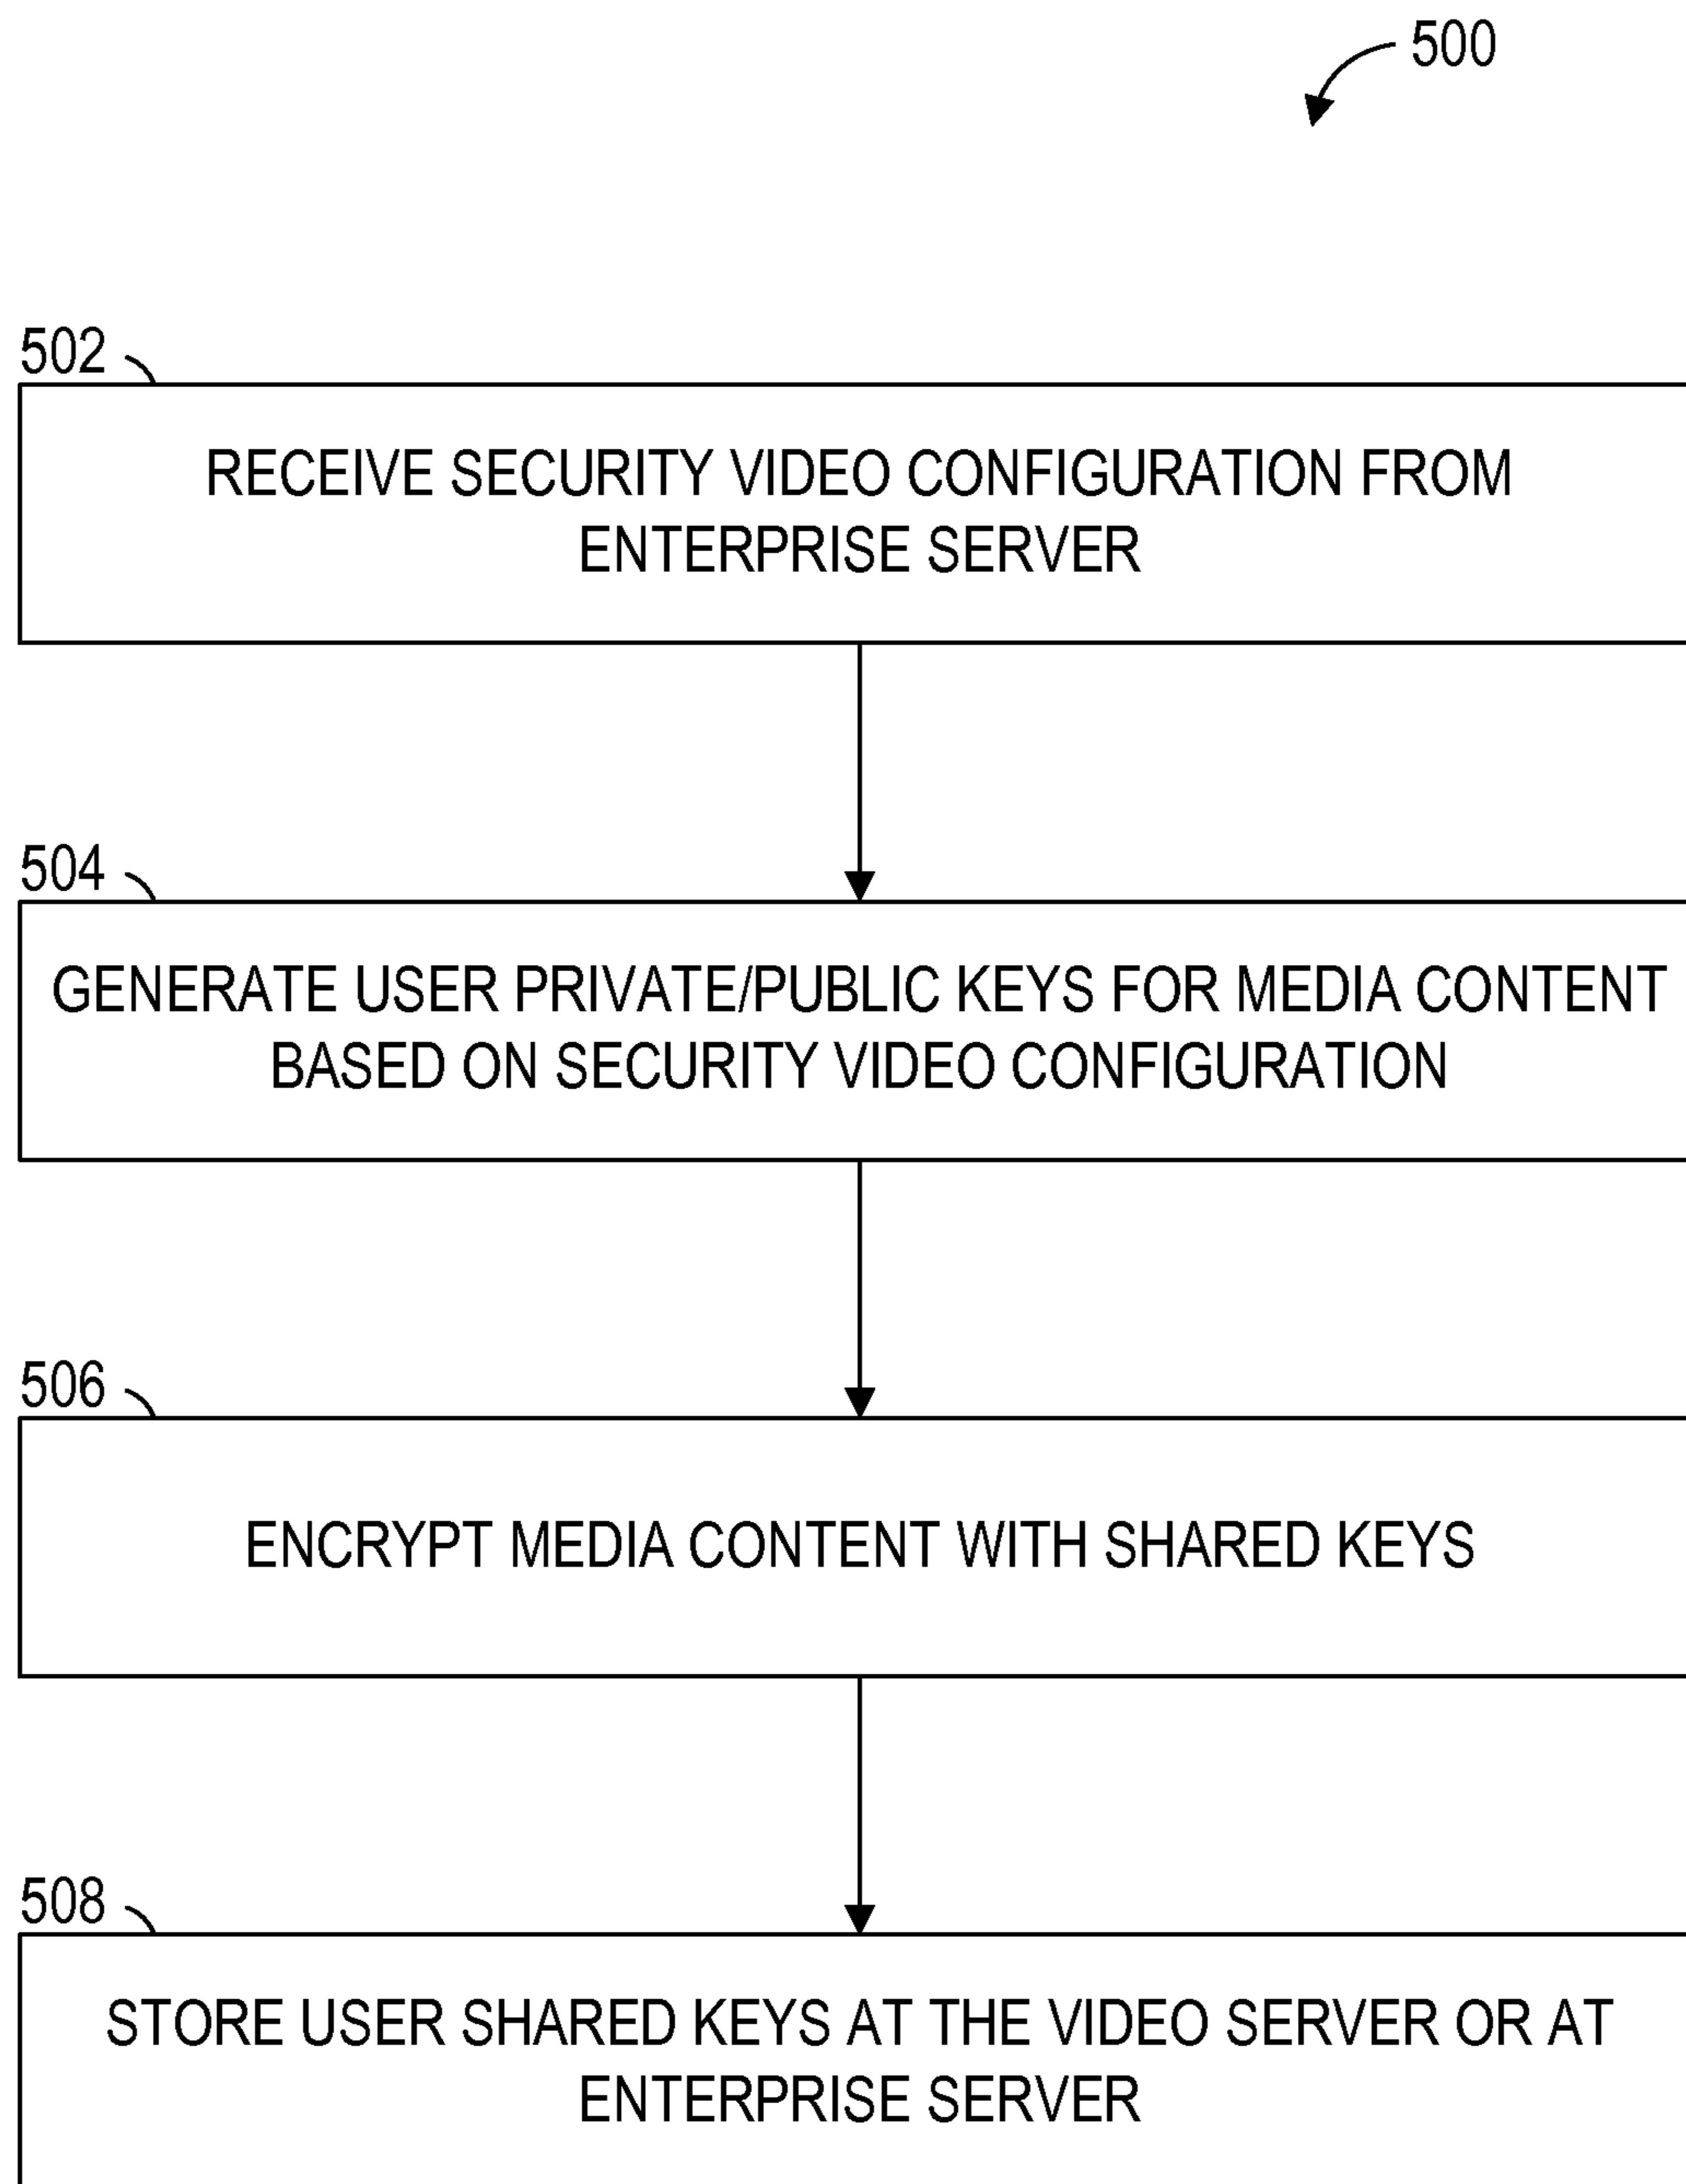 500
502
RECEIVE SECURITY VIDEO CONFIGURATION FROM
ENTERPRISE SERVER
504
GENERATE USER PRIVATE/PUBLIC KEYS FOR MEDIA CONTENT
BASED ON SECURITY VIDEO CONFIGURATION
506
ENCRYPT MEDIA CONTENT WITH SHARED KEYS
508
STORE USER SHARED KEYS AT THE VIDEO SERVER OR AT
ENTERPRISE SERVER